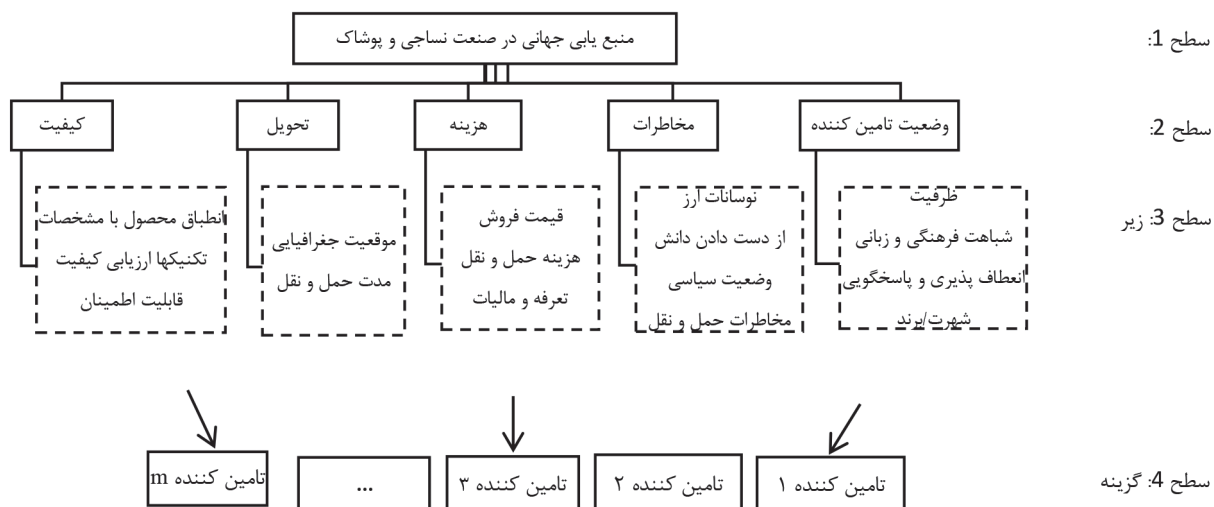 منبع یابی جهانی در صنعت نساجی و پوشاک
سطح 1:
وضعیت تامین کننده
مخاطرات
هزینه
تحویل
کیفیت
سطح 2:
ظرفیت
شباهت فرهنگی و زبانی
انعطاف پذیری و پاسخگویی
شهرت/برند
نوسانات ارز
از دست دادن دانش
وضعیت سیاسی
مخاطرات حمل و نقل
قیمت فروش
هزینه حمل و نقل
تعرفه و مالیات
موقعیت جغرافیایی
مدت حمل و نقل
انطباق محصول با مشخصات
تکنیکها ارزیابی کیفیت
قابلیت اطمینان
سطح 3: زیر
تامین کننده ۱
تامین کننده ۲
تامین کننده ۳
...
تامین کننده m
سطح 4: گزینه